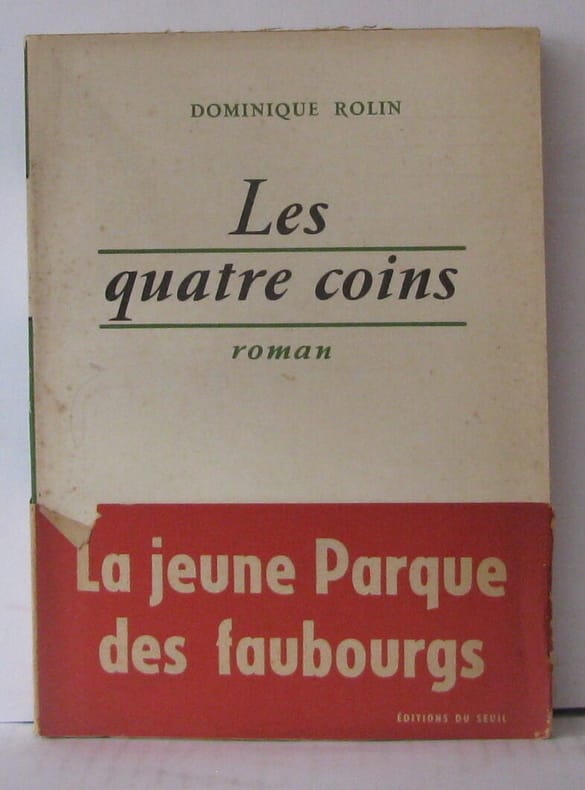 DOMINIQUE ROLIN
Les
quatre coins
roman
La jeune Parque
des faubourgs
ÉDITIONS DU SEUIL